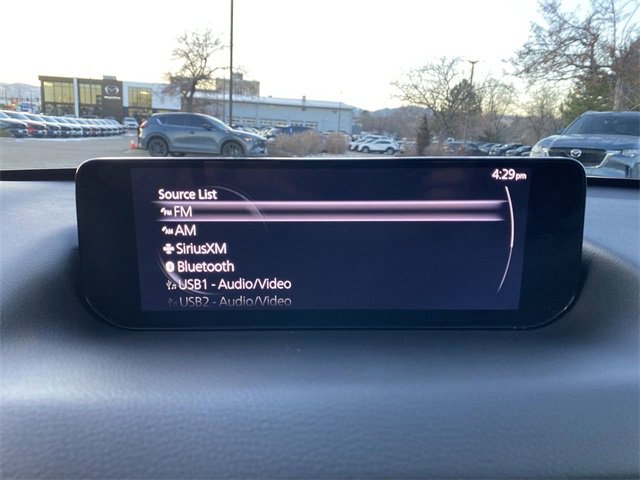 4:29pm
Source List
FM
AM
SiriusXM
Bluetooth
USB1 - Audio/Video
USB2 - Audio/Video